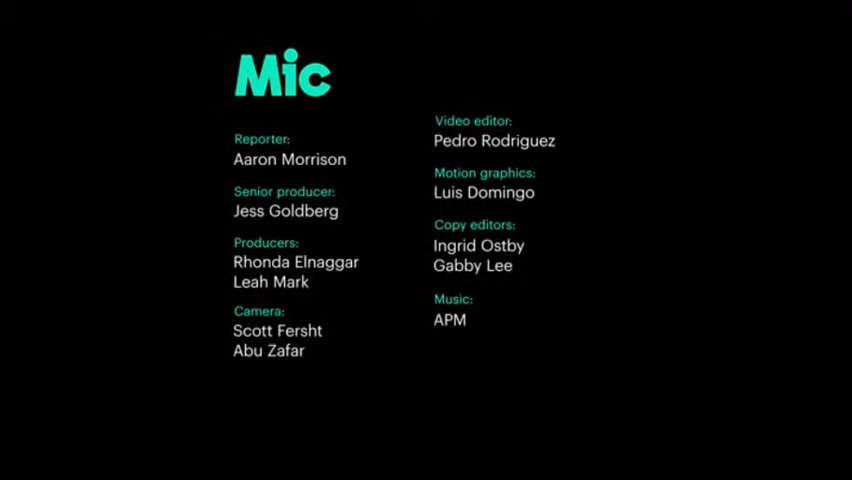 Mic
Reporter:
Aaron Morrison
Senior producer:
Jess Goldberg
Producers:
Rhonda Elnaggar
Leah Mark
Camera:
Scott Fersht
Abu Zafar
Video editor:
Pedro Rodriguez
Motion graphics:
Luis Domingo
Copy editors:
Ingrid Ostby
Gabby Lee
Music:
APM